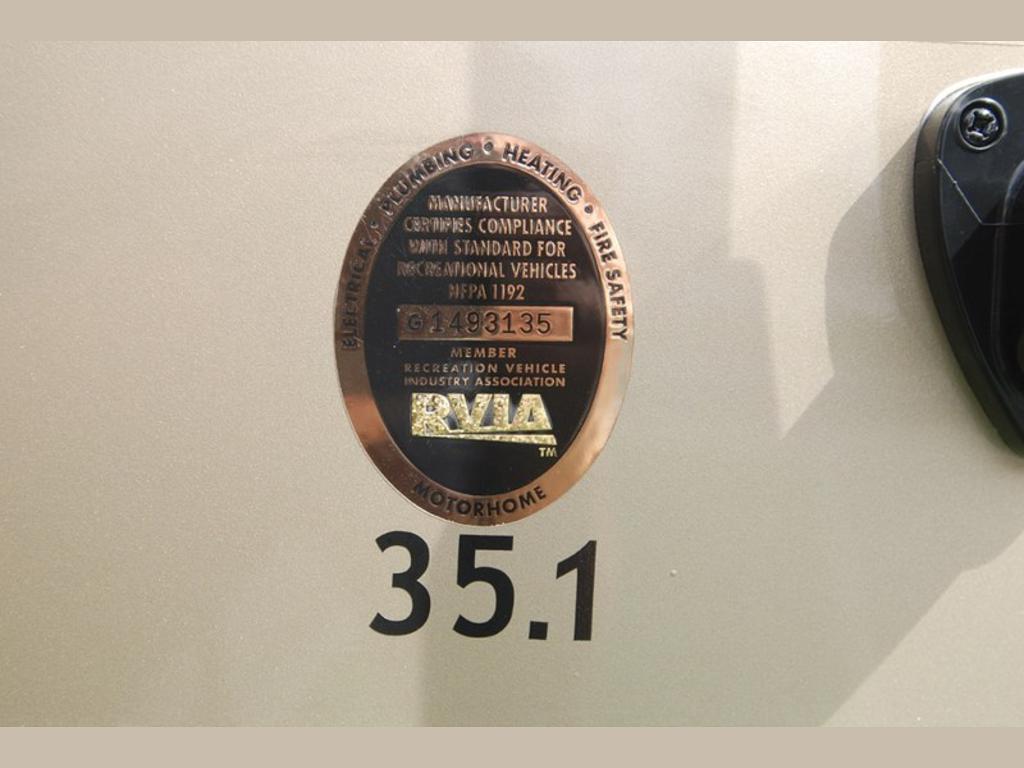 ELECTRICAL • PLUMBING • HEATING • FIRE SAFETY
MANUFACTURER
CERTIFIES COMPLIANCE
WITH STANDARD FOR
RECREATIONAL VEHICLES
NFPA 1192
G1493135
MEMBER
RECREATION VEHICLE
INDUSTRY ASSOCIATION
RVIA
TM
MOTORHOME
35.1